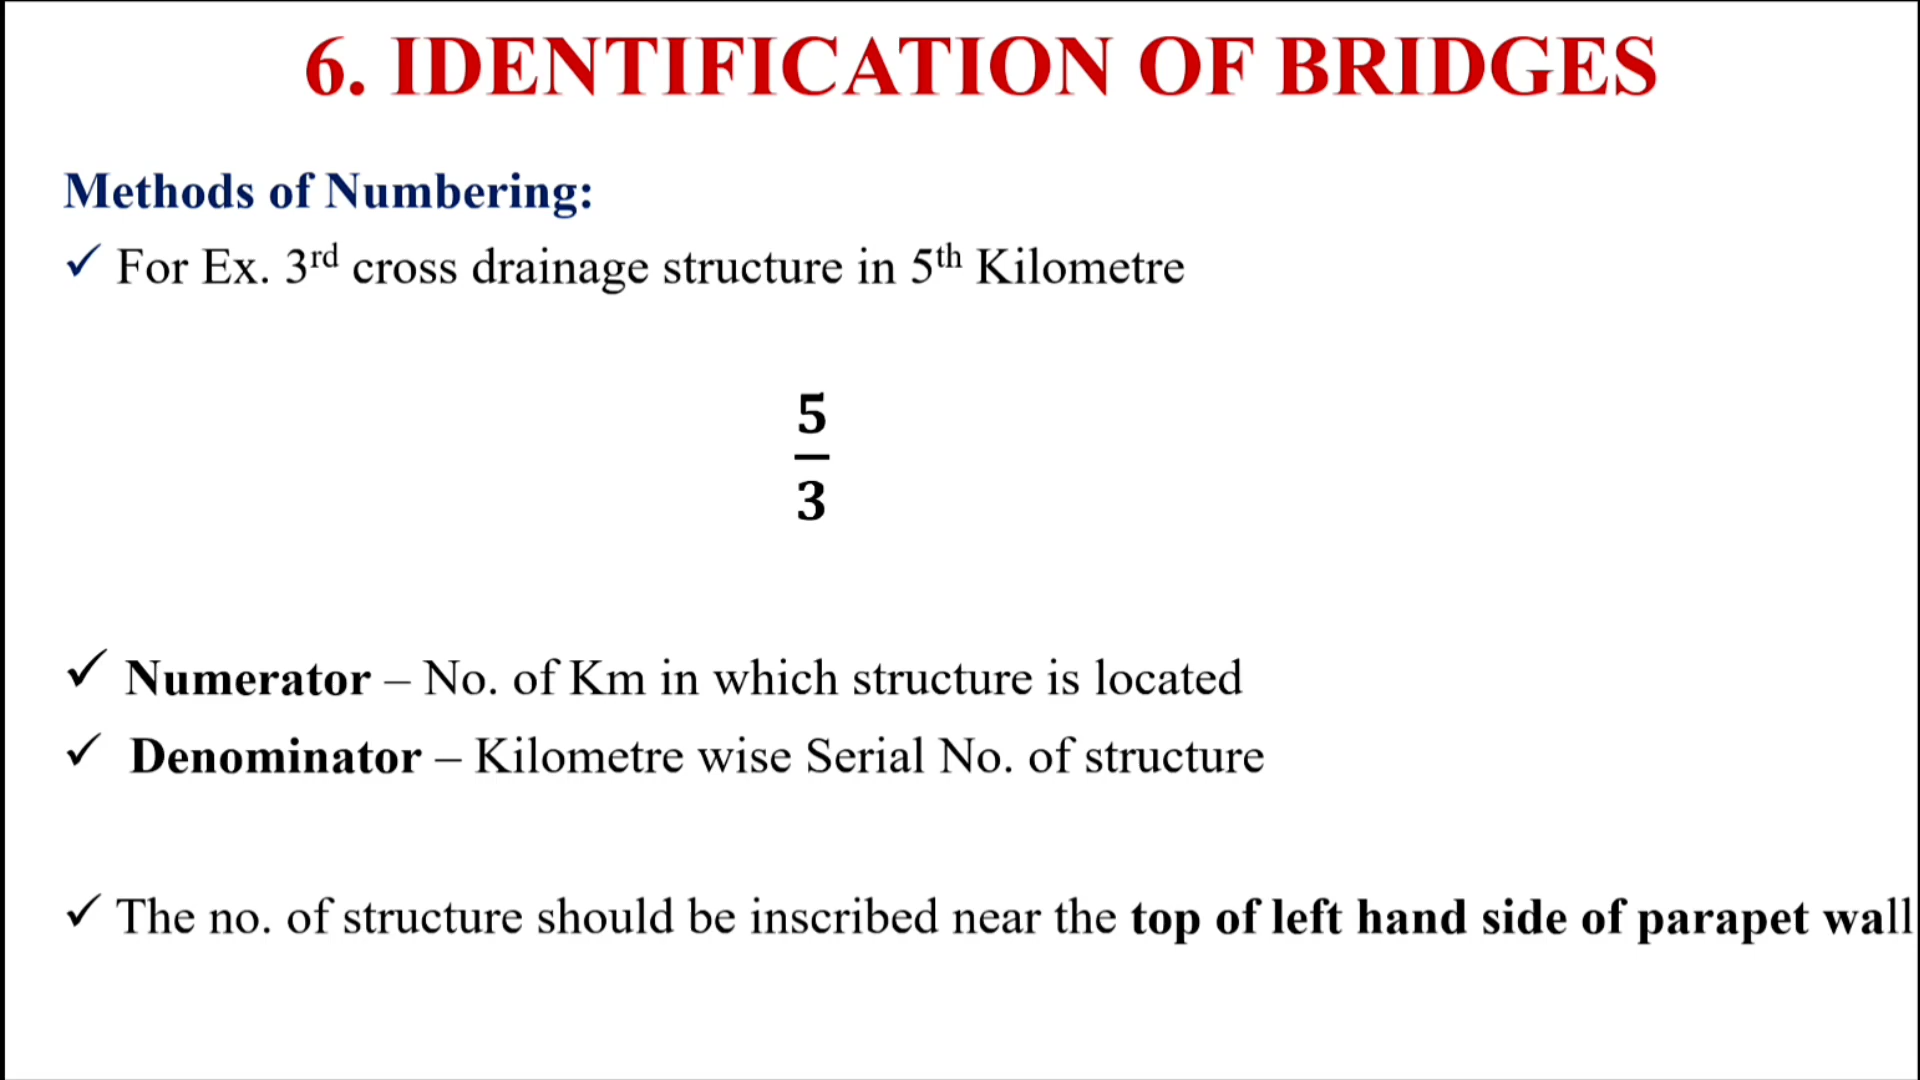 6. IDENTIFICATION OF BRIDGES
Methods of Numbering:
✓ For Ex. 3rd cross drainage structure in 5th Kilometre
5
3
✓ Numerator – No. of Km in which structure is located
✓ Denominator – Kilometre wise Serial No. of structure
✓ The no. of structure should be inscribed near the top of left hand side of parapet wall